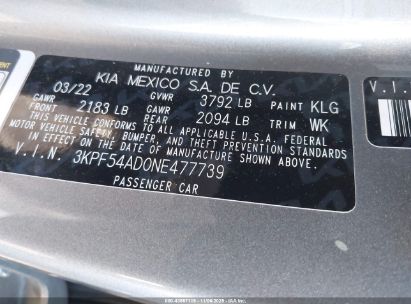 MANUFACTURED BY
KIA MEXICO S.A. DE C.V.
03/22 GVWR 3792 LB
GAWR FRONT 2183 LB GAWR REAR 2094 LB PAINT KLG TRIM WK
THIS VEHICLE CONFORMS TO ALL APPLICABLE U.S.A. FEDERAL
MOTOR VEHICLE SAFETY, BUMPER, AND THEFT PREVENTION STANDARDS
IN EFFECT ON THE DATE OF MANUFACTURE SHOWN ABOVE.
V.I.N. 3KPF54AD0NE477739
PASSENGER CAR
V.I.